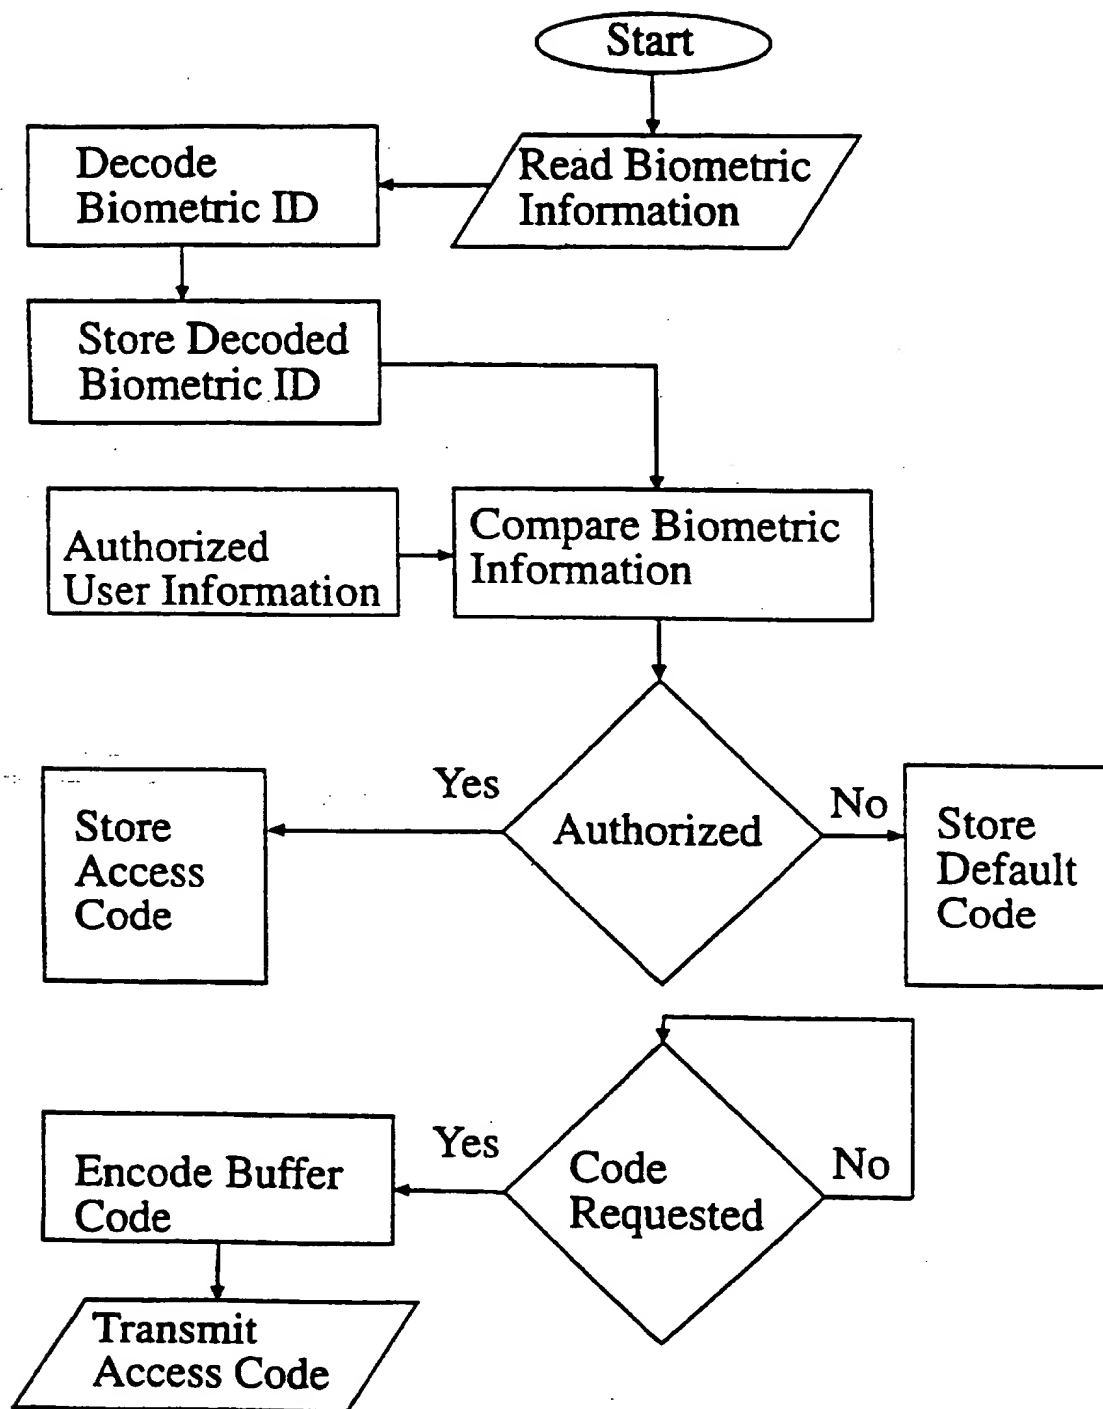 Start
Read Biometric
Information
Decode
Biometric ID
Store Decoded
Biometric ID
Authorized
User Information
Compare Biometric
Information
Yes
Authorized
No
Store
Access
Code
Store
Default
Code
Yes
Code
Requested
No
Encode Buffer
Code
Transmit
Access Code